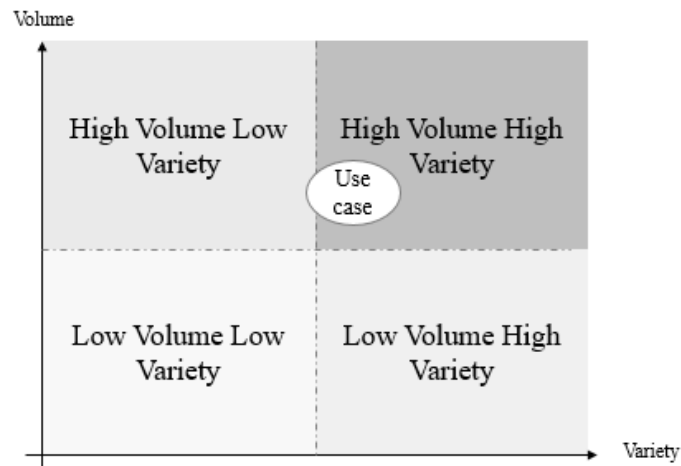 Volume
High Volume Low
Variety
High Volume High
Variety
Use
case
Low Volume Low
Variety
Low Volume High
Variety
Variety